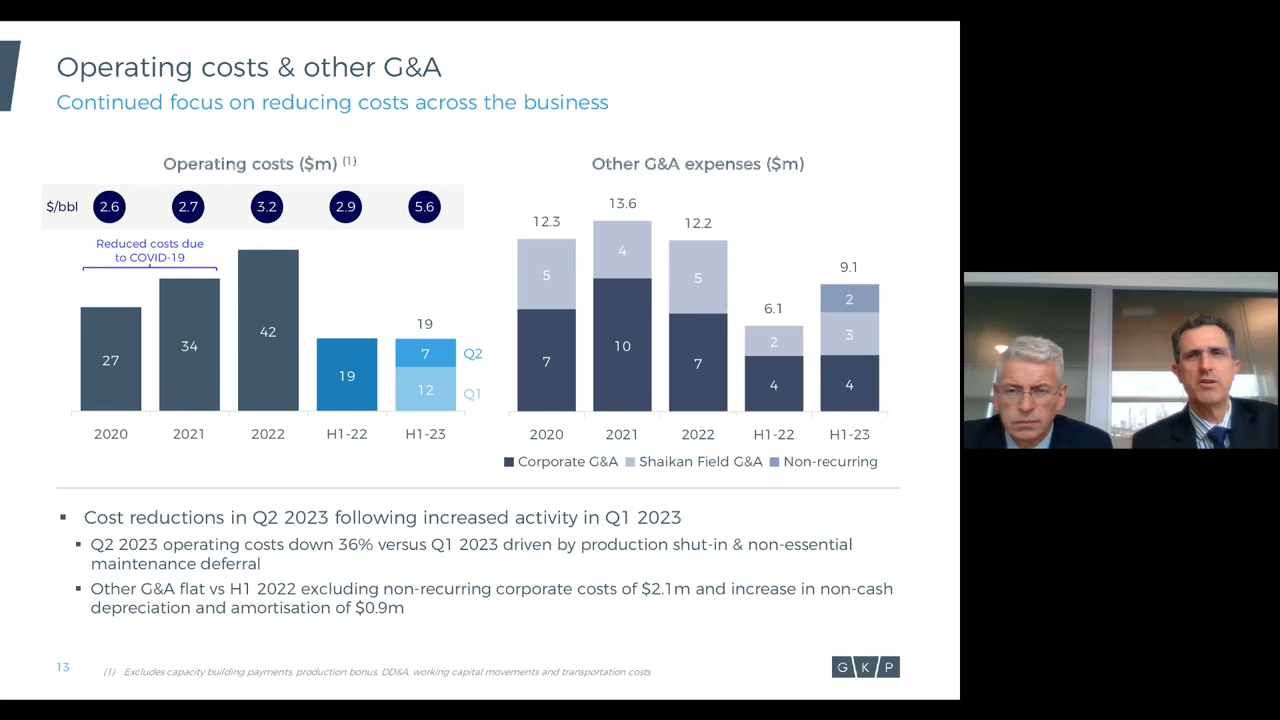 Operating costs & other G&A
Continued focus on reducing costs across the business
Operating costs ($m) (1)
$/bbl 2.6 2.7 3.2 2.9 5.6
Reduced costs due
to COVID-19
27 34 42 19 19
7 Q2
12 Q1
2020 2021 2022 H1-22 H1-23
Other G&A expenses ($m)
12.3 13.6 12.2 6.1 9.1
5 4 5 2 2
3
7 10 7 4 4
2020 2021 2022 H1-22 H1-23
Corporate G&A Shaikan Field G&A Non-recurring
▪ Cost reductions in Q2 2023 following increased activity in Q1 2023
▪ Q2 2023 operating costs down 36% versus Q1 2023 driven by production shut-in & non-essential
maintenance deferral
▪ Other G&A flat vs H1 2022 excluding non-recurring corporate costs of $2.1m and increase in non-cash
depreciation and amortisation of $0.9m
13
(1) Excludes capacity building payments, production bonus, DD&A, working capital movements and transportation costs
GKP